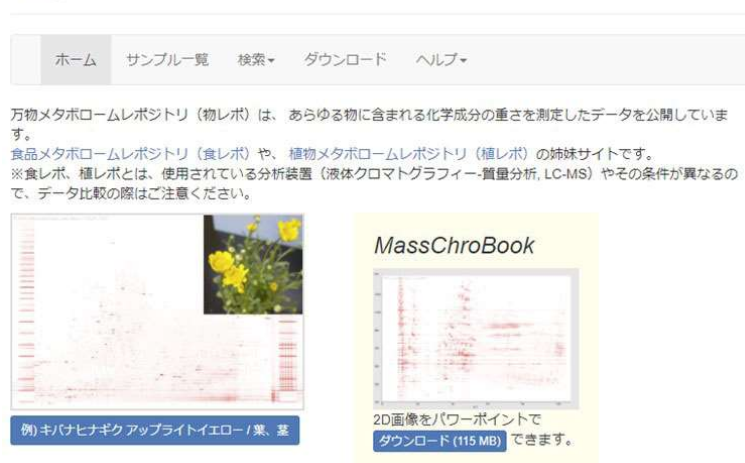 ホーム サンプル一覧 検索▾ ダウンロード ヘルプ▾
万物メタボロームレポジトリ（物レポ）は、 あらゆる物に含まれる化学成分の重さを測定したデータを公開していま
す。
食品メタボロームレポジトリ（食レポ）や、 植物メタボロームレポジトリ（植レポ）の姉妹サイトです。
※食レポ、植レポとは、使用されている分析装置（液体クロマトグラフィー-質量分析, LC-MS）やその条件が異なるの
で、データ比較の際はご注意ください。
例) キバナヒナギク アップライトイエロー / 葉、茎
MassChroBook
2D画像をパワーポイントで
ダウンロード (115 MB) できます。